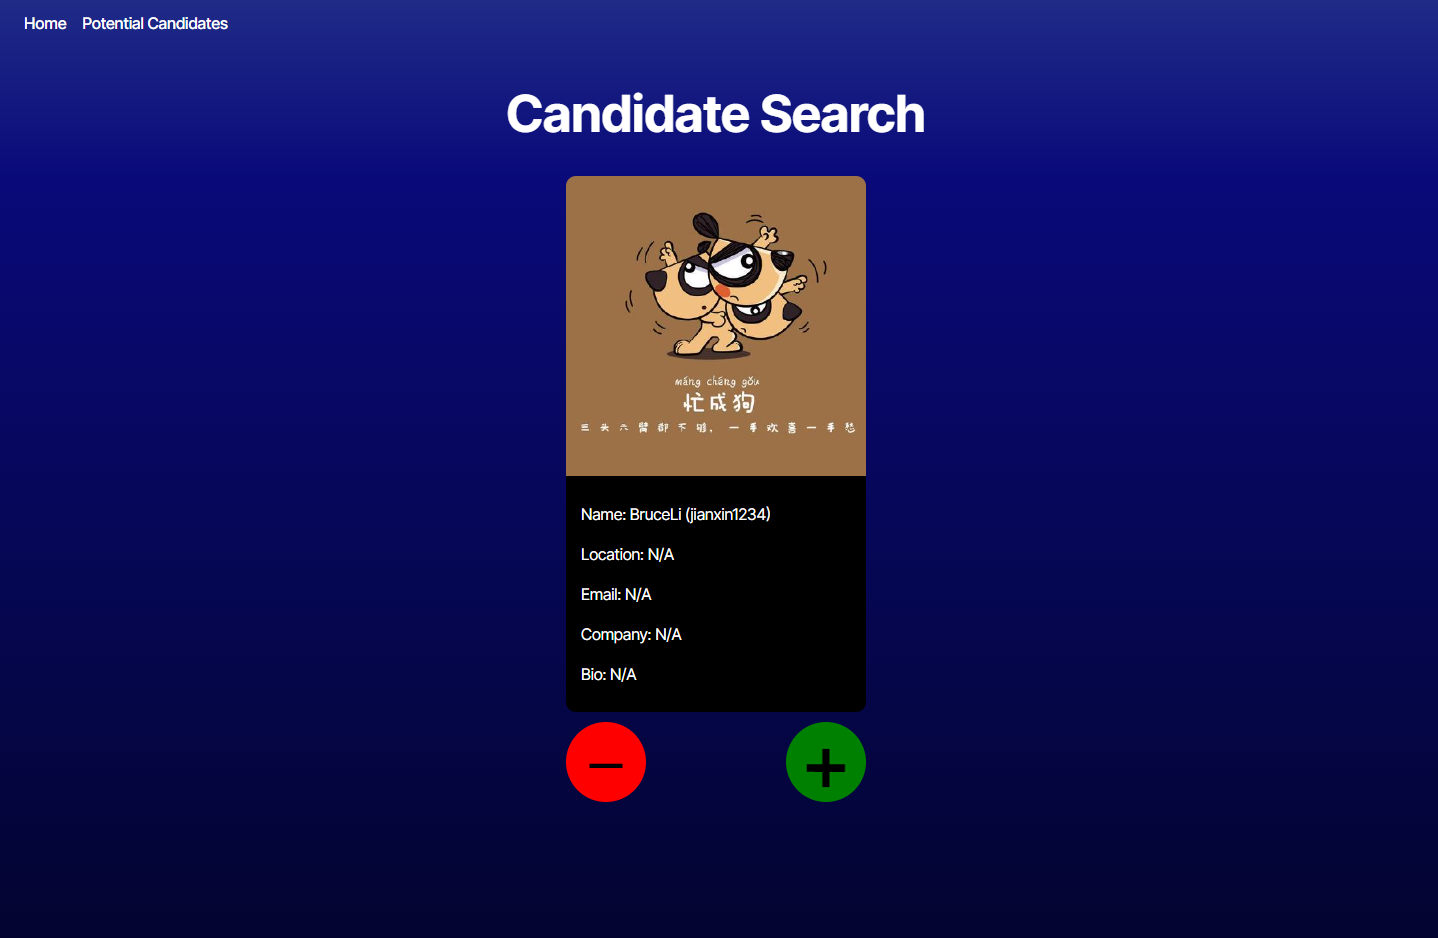 Home Potential Candidates
Candidate Search
máng chéng gǒu
忙成狗
三头六臂都不够，一手欢喜一手愁
Name: BruceLi (jianxin1234)
Location: N/A
Email: N/A
Company: N/A
Bio: N/A